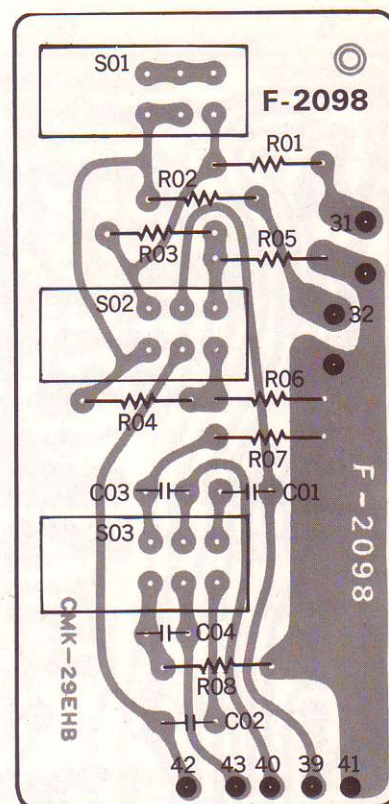 S01
F-2098
R01
R02
31
R03
R05
S02
32
R06
R04
R07
C03
C01
S03
F-2098
CMK-29EHB
C04
R08
C02
42
43
40
39
41